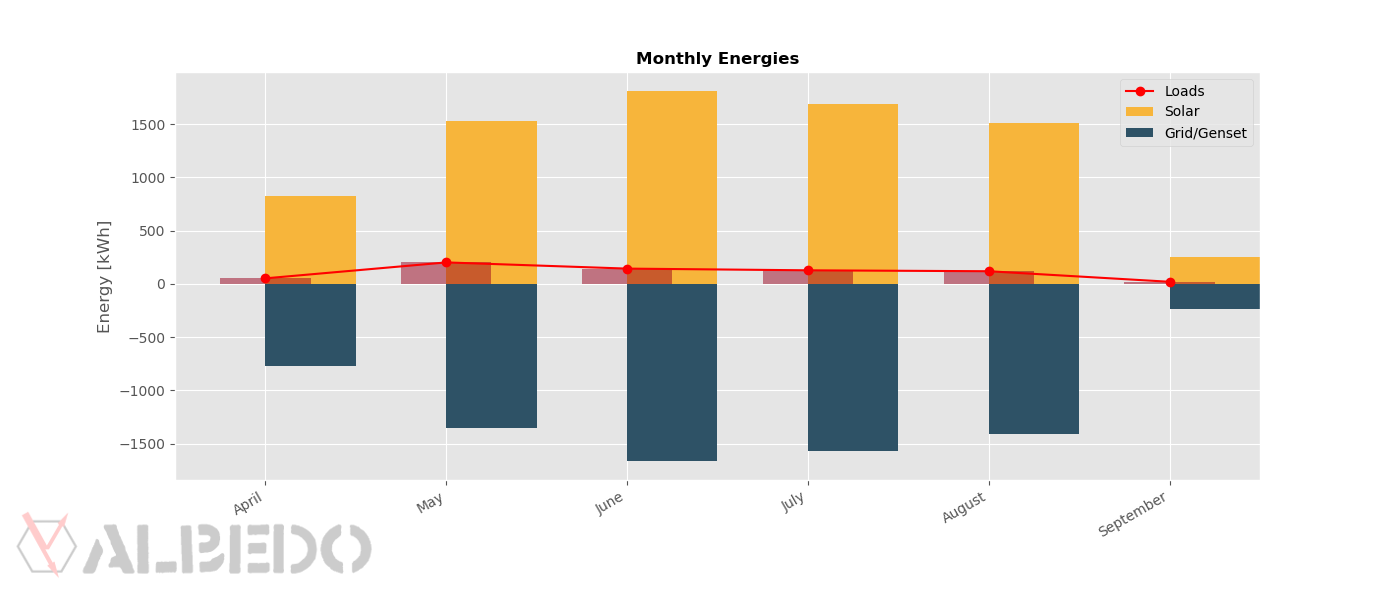 Monthly Energies
Loads
Solar
Grid/Genset
Energy [kWh]
1500
1000
500
0
−500
−1000
−1500
April
May
June
July
August
September
ALBEDO